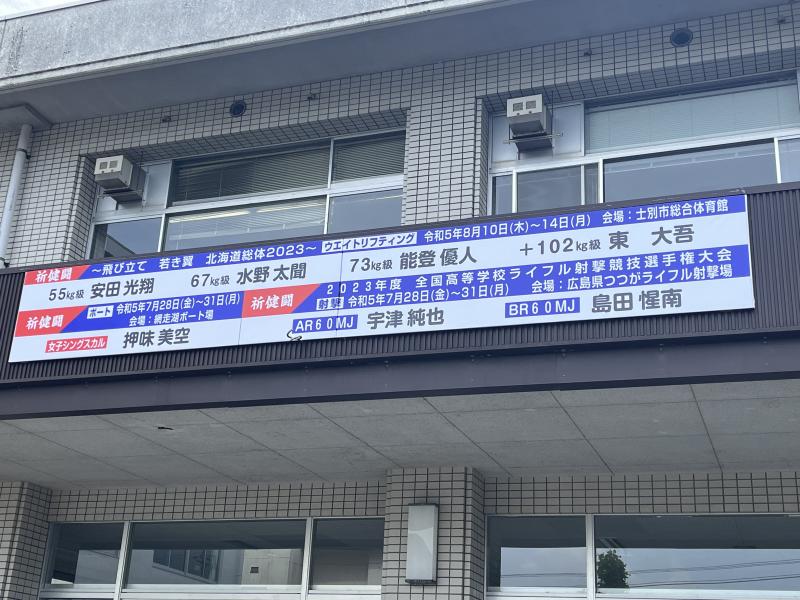 祈健闘 ～飛び立て 若き翼 北海道総体2023～ ウエイトリフティング 令和5年8月10日(木)～14日(月) 会場：士別市総合体育館
55kg級 安田 光翔 67kg級 水野 太閤 73kg級 能登 優人 ＋102kg級 東 大吾
祈健闘 ボート 令和5年7月28日(金)～31日(月)
会場：網走湖ボート場
女子シングルスカル 押味 美空
祈健闘 2023年度 全国高等学校ライフル射撃競技選手権大会
射撃 令和5年7月28日(金)～31日(月) 会場：広島県つつがライフル射撃場
AR60MJ 宇津 純也 BR60MJ 島田 惺南